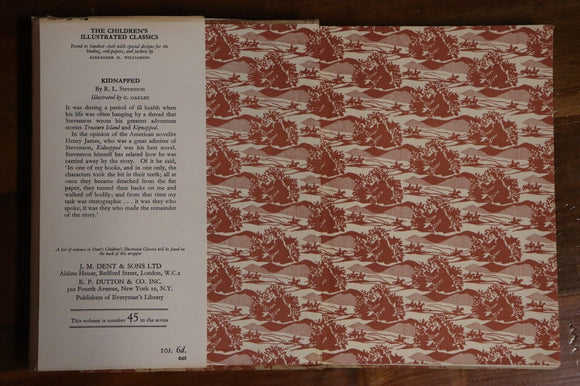 THE CHILDREN'S
ILLUSTRATED CLASSICS
Bound in Sundour cloth with special designs for the
binding, end-papers, and jackets by
ALEXANDER H. WILLIAMSON
KIDNAPPED
By R. L. Stevenson
Illustrated by G. OAKLEY
It was during a period of ill health when
his life was often hanging by a thread that
Stevenson wrote his greatest adventure
stories Treasure Island and Kidnapped.
In the opinion of the American novelist
Henry James, who was a great admirer of
Stevenson, Kidnapped was his best novel.
Stevenson himself has related how he was
carried away by the story. Of it he said,
'In one of my books, and in one only, the
characters took the bit in their teeth; all at
once they became detached from the flat
paper, they turned their backs on me and
walked off bodily; and from that time my
task was stenographic . . . it was they who
spoke, it was they who made the remainder
of the story.'
A list of volumes in Dent's Children's Illustrated Classics will be found on
the back of this wrapper
J. M. DENT & SONS LTD
Aldine House, Bedford Street, London, W.C.2
E. P. DUTTON & CO. INC.
300 Fourth Avenue, New York 10, N.Y.
Publishers of Everyman's Library
This volume is number 45 in the series
10s. 6d.
net